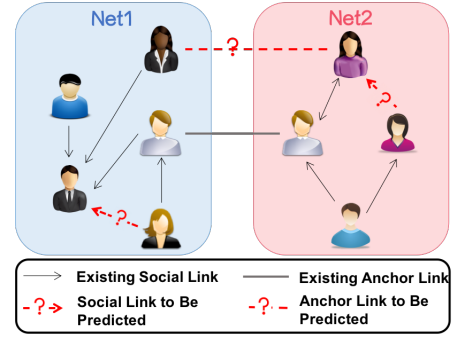 Net1
Net2
?
?
?
Existing Social Link
Existing Anchor Link
-?->
Social Link to Be
Predicted
-?-
Anchor Link to Be
Predicted